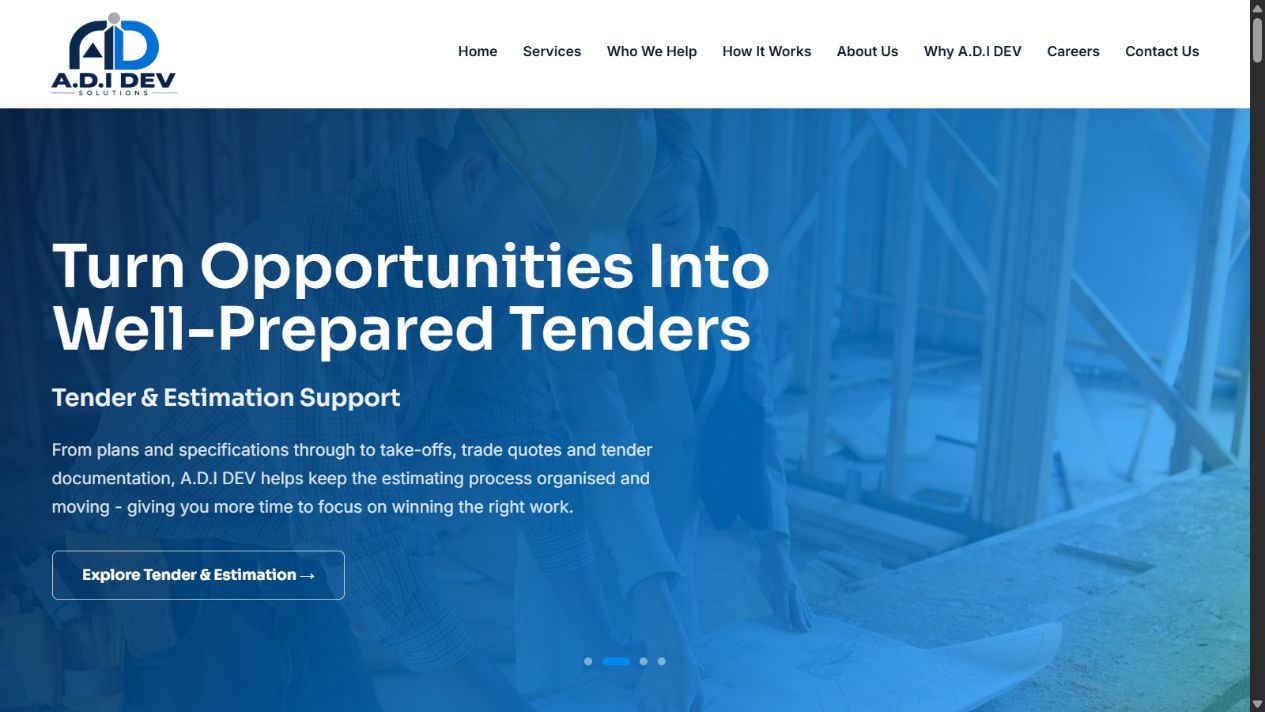 A.D.I DEV
SOLUTIONS
Home
Services
Who We Help
How It Works
About Us
Why A.D.I DEV
Careers
Contact Us
Turn Opportunities Into
Well-Prepared Tenders
Tender & Estimation Support
From plans and specifications through to take-offs, trade quotes and tender
documentation, A.D.I DEV helps keep the estimating process organised and
moving - giving you more time to focus on winning the right work.
Explore Tender & Estimation →